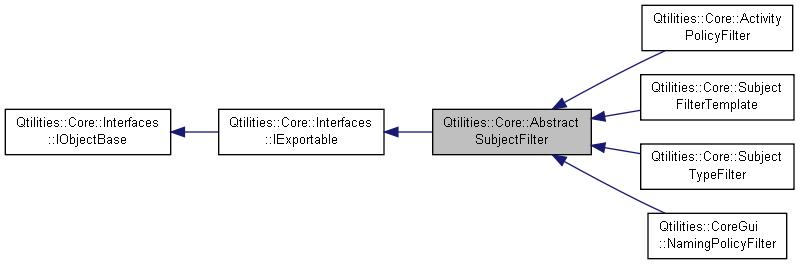 Qtilities::Core::Interfaces
::IObjectBase
Qtilities::Core::Interfaces
::IExportable
Qtilities::Core::Abstract
SubjectFilter
Qtilities::Core::Activity
PolicyFilter
Qtilities::Core::Subject
FilterTemplate
Qtilities::Core::Subject
TypeFilter
Qtilities::CoreGui
::NamingPolicyFilter